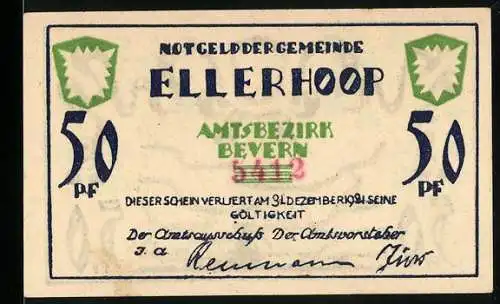 NOTGELD DER GEMEINDE
ELLERHOOP
50 PF
AMTSBEZIRK
BEVERN
5412
50 PF
DIESER SCHEIN VERLIERT AM 31. DEZEMBER 1921 SEINE
GÖLTIGKEIT
Der Amtsausschuß Der Amtsvorsteher
J. A